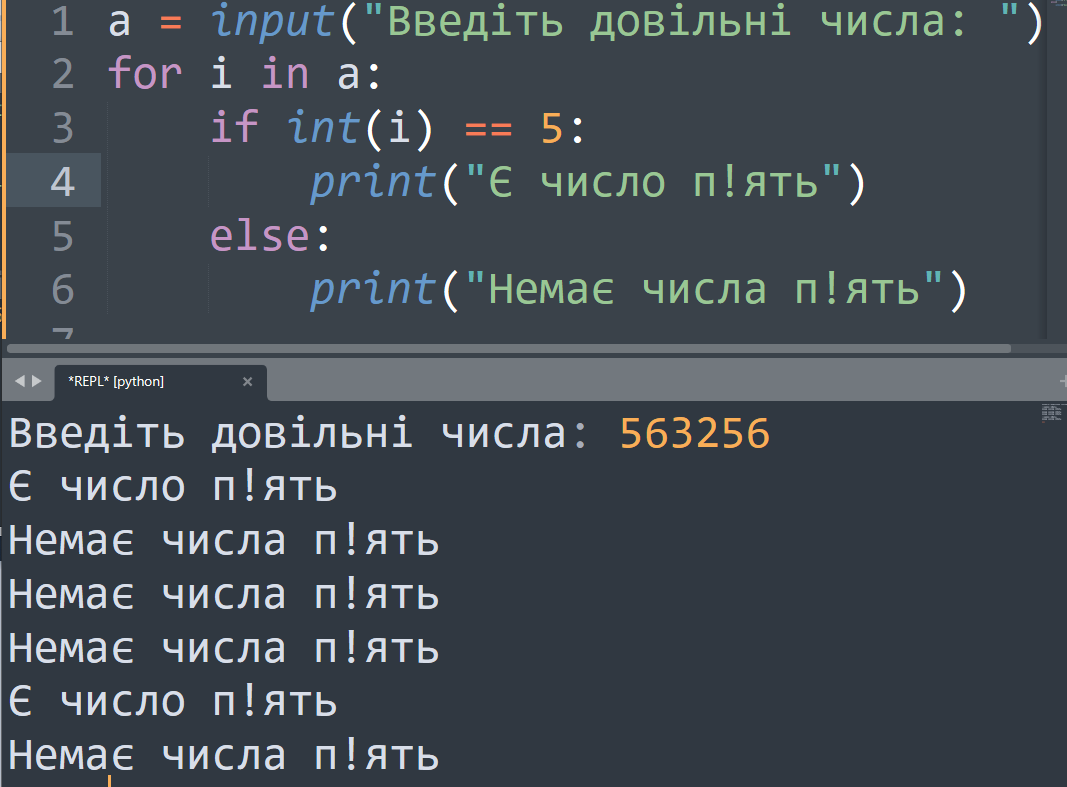 1 a = input("Введіть довільні числа: ")
2 for i in a:
3     if int(i) == 5:
4         print("Є число п!ять")
5     else:
6         print("Немає числа п!ять")
7
*REPL* [python] ×
Введіть довільні числа: 563256
Є число п!ять
Немає числа п!ять
Немає числа п!ять
Немає числа п!ять
Є число п!ять
Немає числа п!ять